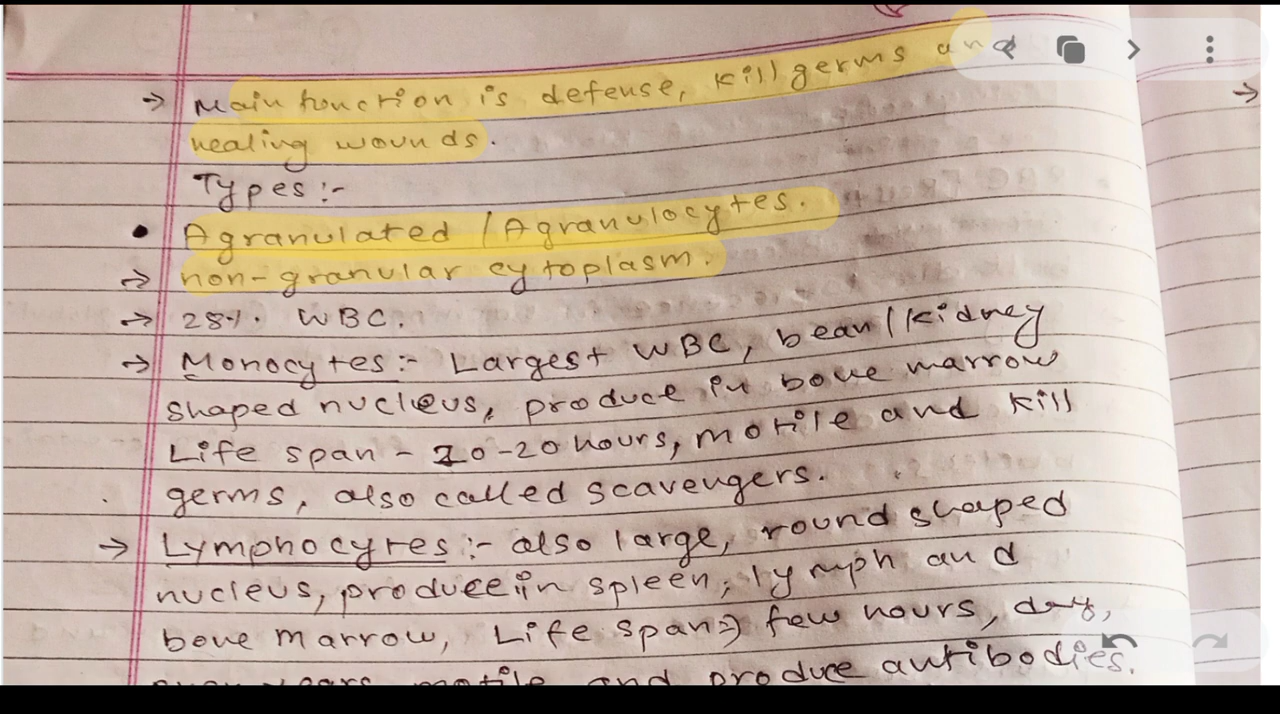 → Main function is defense, kill germs and
healing wounds.
Types :-
• Agranulated / Agranulocytes.
→ non-granular cytoplasm.
→ 28%. WBC.
→ Monocytes :- Largest WBC, bean/kidney
shaped nucleus, produce in bone marrow
Life span - 10-20 hours, motile and kill
germs, also called scavengers.
→ Lymphocytes :- also large, round shaped
nucleus, produce in spleen, lymph and
bone marrow, Life span => few hours, day,
even years, motile and produce antibodies.